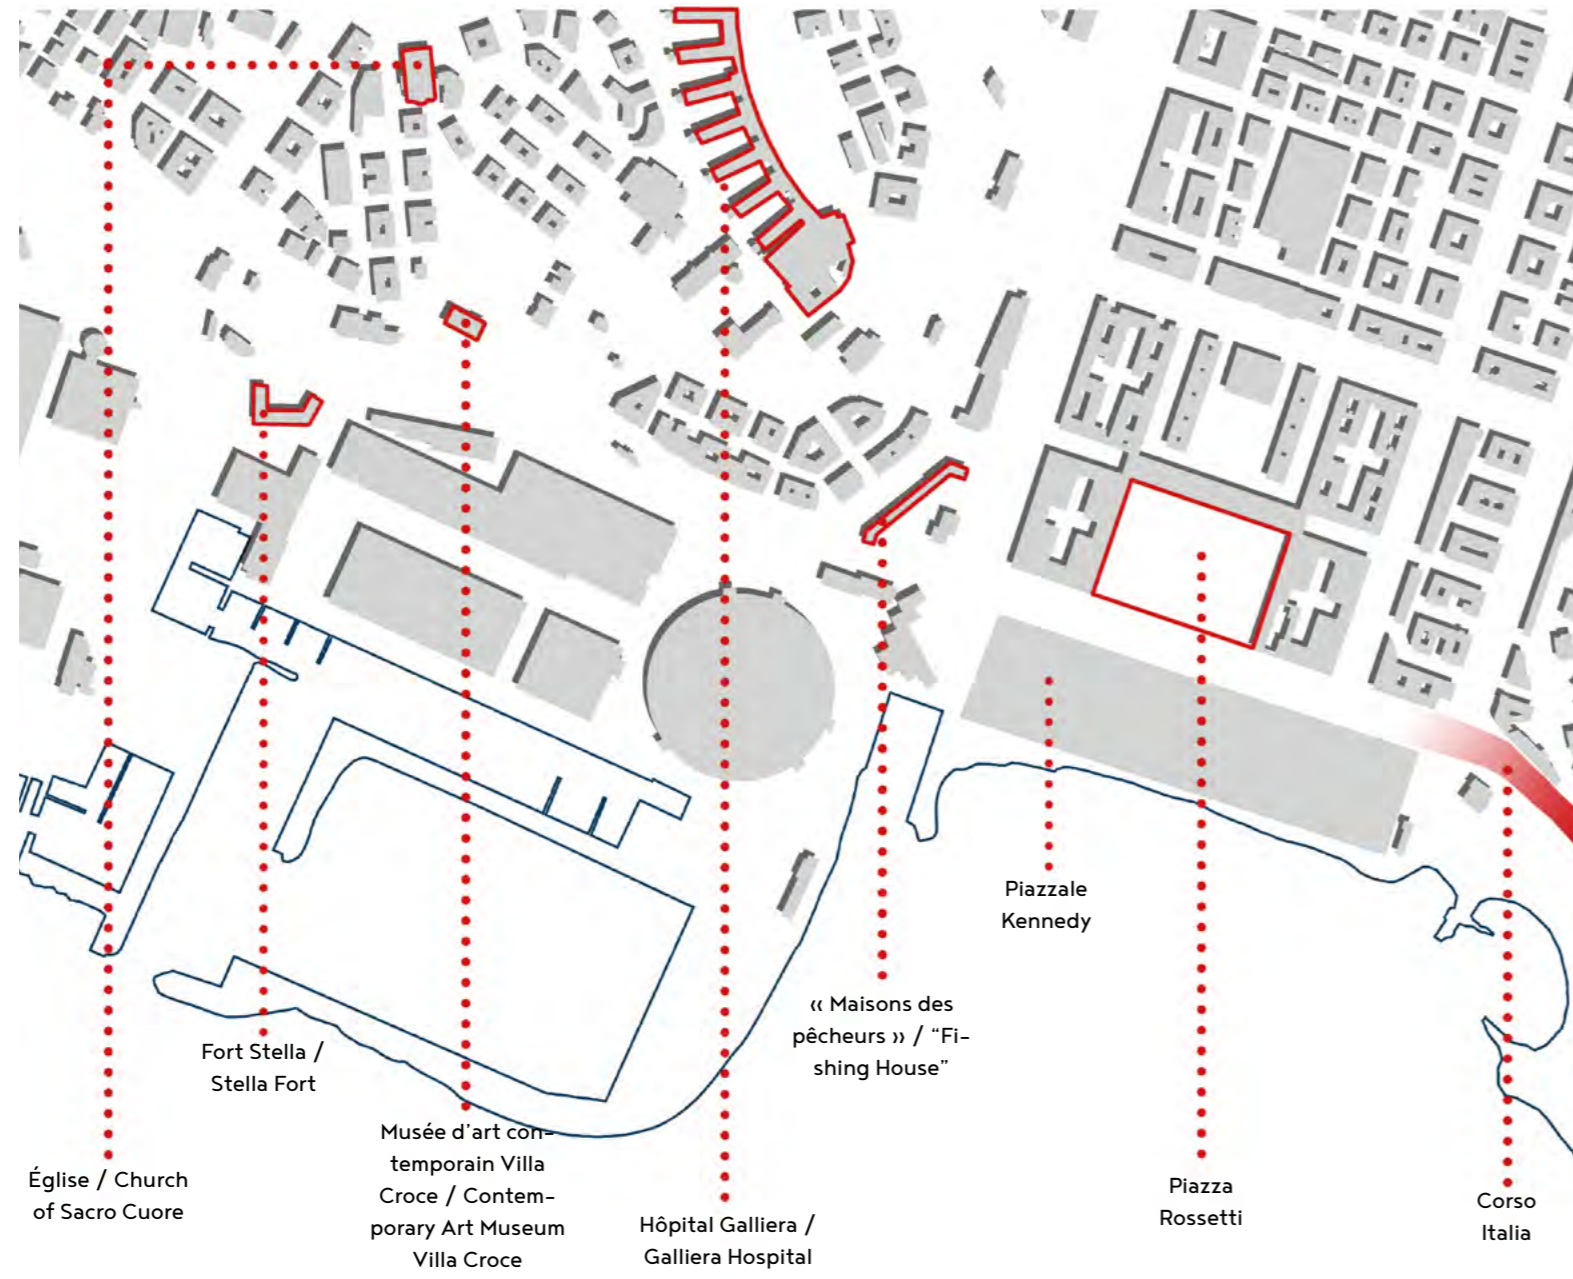 Piazzale
Kennedy
« Maisons des
pêcheurs » / “Fi-
shing House”
Fort Stella /
Stella Fort
Musée d’art con-
temporain Villa
Croce / Contem-
porary Art Museum
Villa Croce
Église / Church
of Sacro Cuore
Hôpital Galliera /
Galliera Hospital
Piazza
Rossetti
Corso
Italia